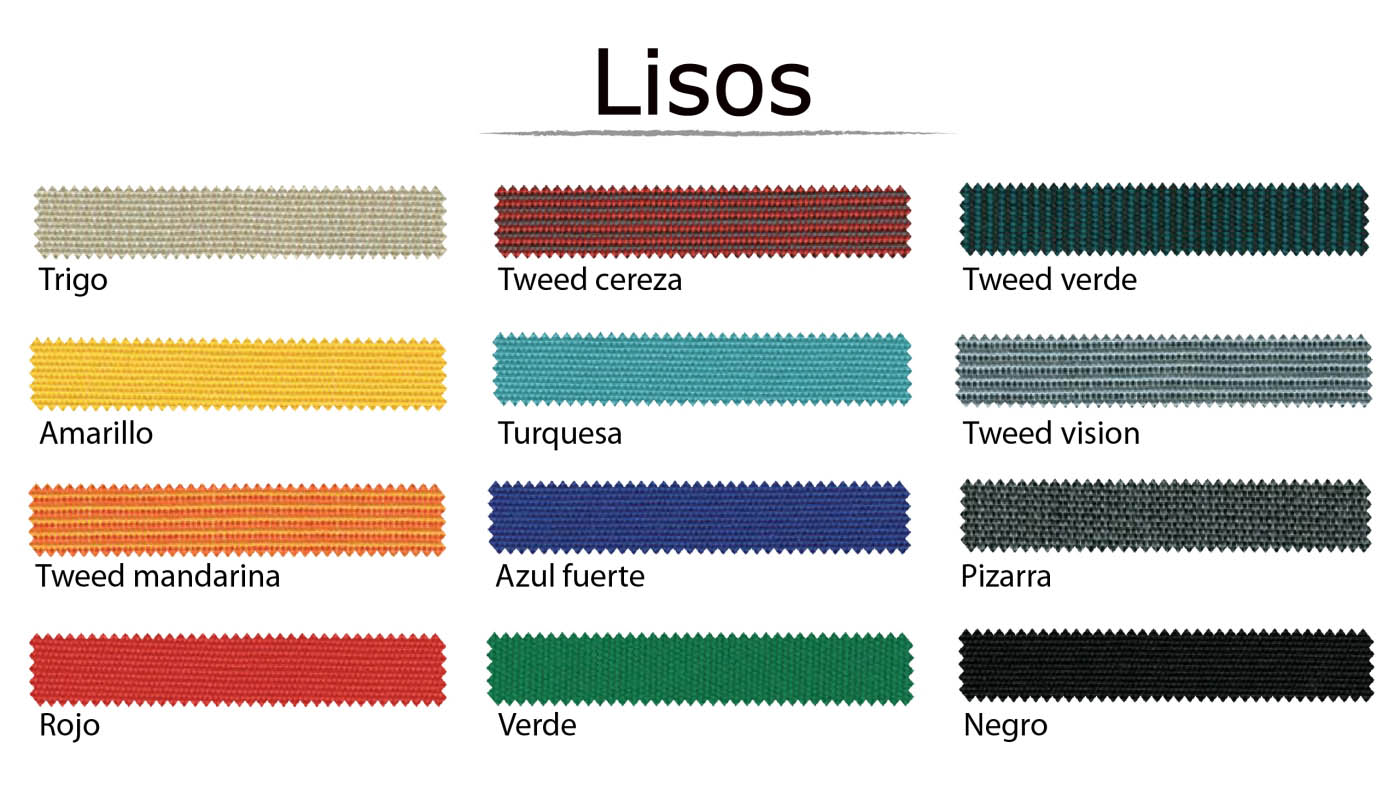 Lisos
Trigo
Tweed cereza
Tweed verde
Amarillo
Turquesa
Tweed vision
Tweed mandarina
Azul fuerte
Pizarra
Rojo
Verde
Negro